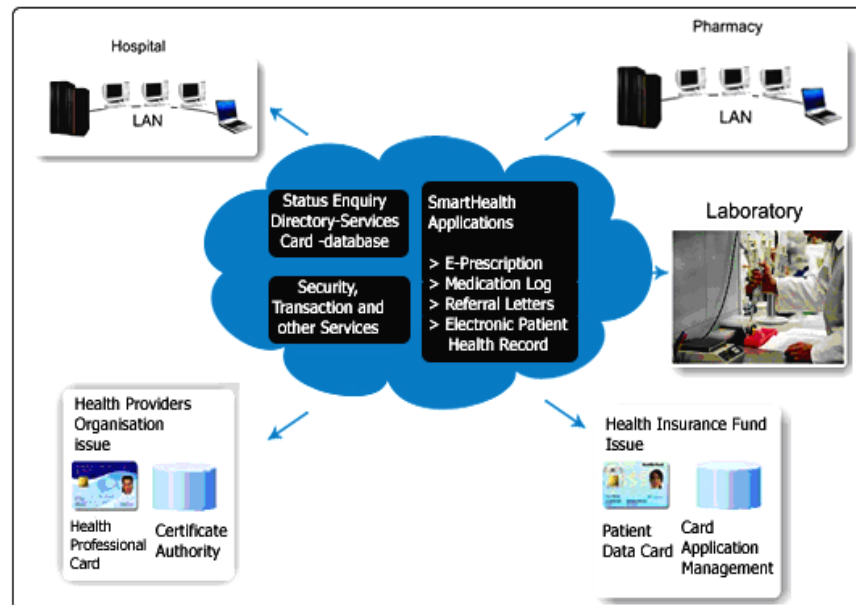 Hospital
LAN
Pharmacy
LAN
Status Enquiry
Directory-Services
Card -database
Security,
Transaction and
other Services
SmartHealth
Applications
> E-Prescription
> Medication Log
> Referral Letters
> Electronic Patient
Health Record
Laboratory
Health Providers
Organisation
issue
Health
Professional
Card
Certificate
Authority
Health Insurance Fund
Issue
Patient
Data Card
Card
Application
Management